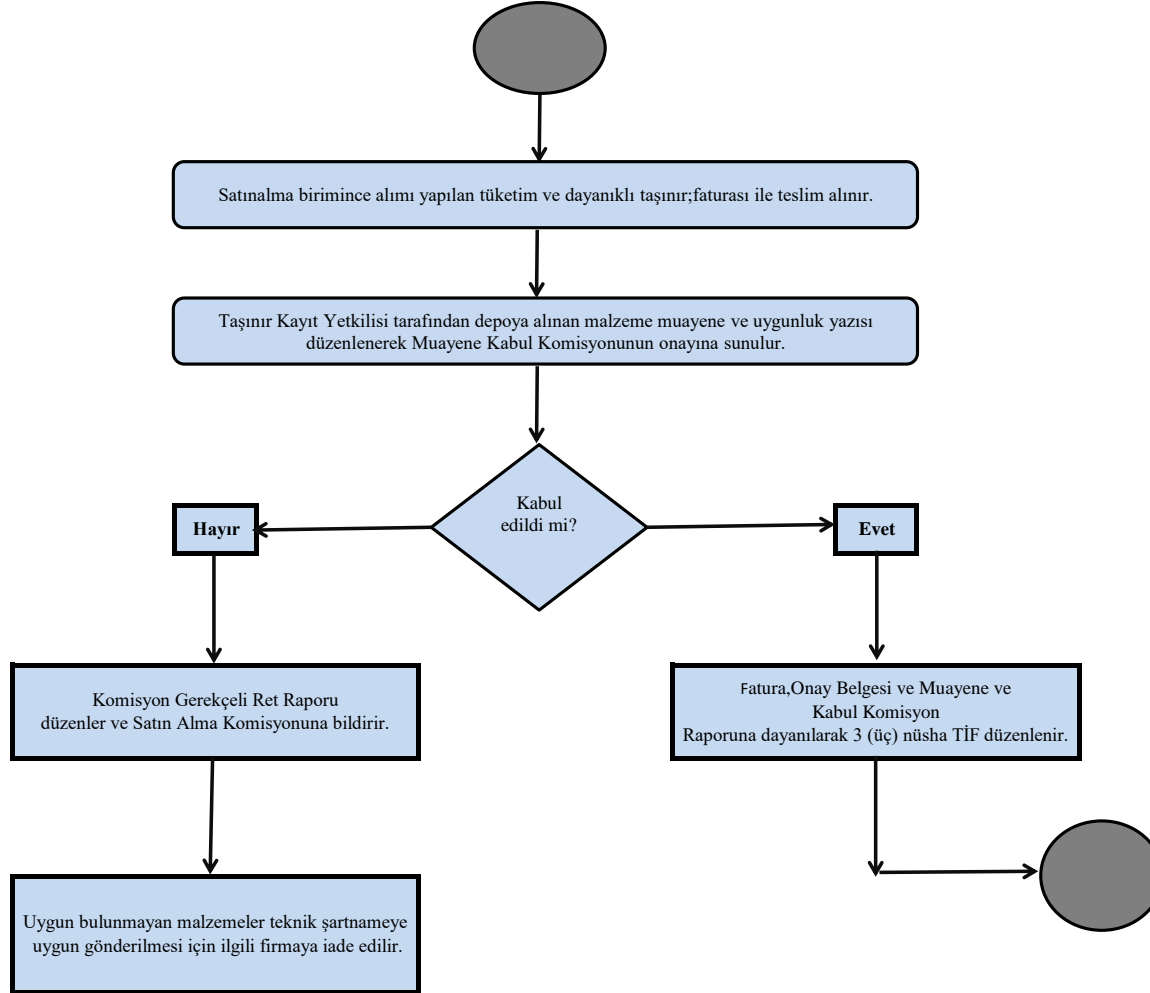 Satınalma birimince alımı yapılan tüketim ve dayanıklı taşınır;faturası ile teslim alınır.
Taşınır Kayıt Yetkilisi tarafından depoya alınan malzeme muayene ve uygunluk yazısı
düzenlenerek Muayene Kabul Komisyonunun onayına sunulur.
Kabul
edildi mi?
Hayır
Evet
Komisyon Gerekçeli Ret Raporu
düzenler ve Satın Alma Komisyonuna bildirir.
Fatura,Onay Belgesi ve Muayene ve
Kabul Komisyon
Raporuna dayanılarak 3 (üç) nüsha TİF düzenlenir.
Uygun bulunmayan malzemeler teknik şartnameye
uygun gönderilmesi için ilgili firmaya iade edilir.